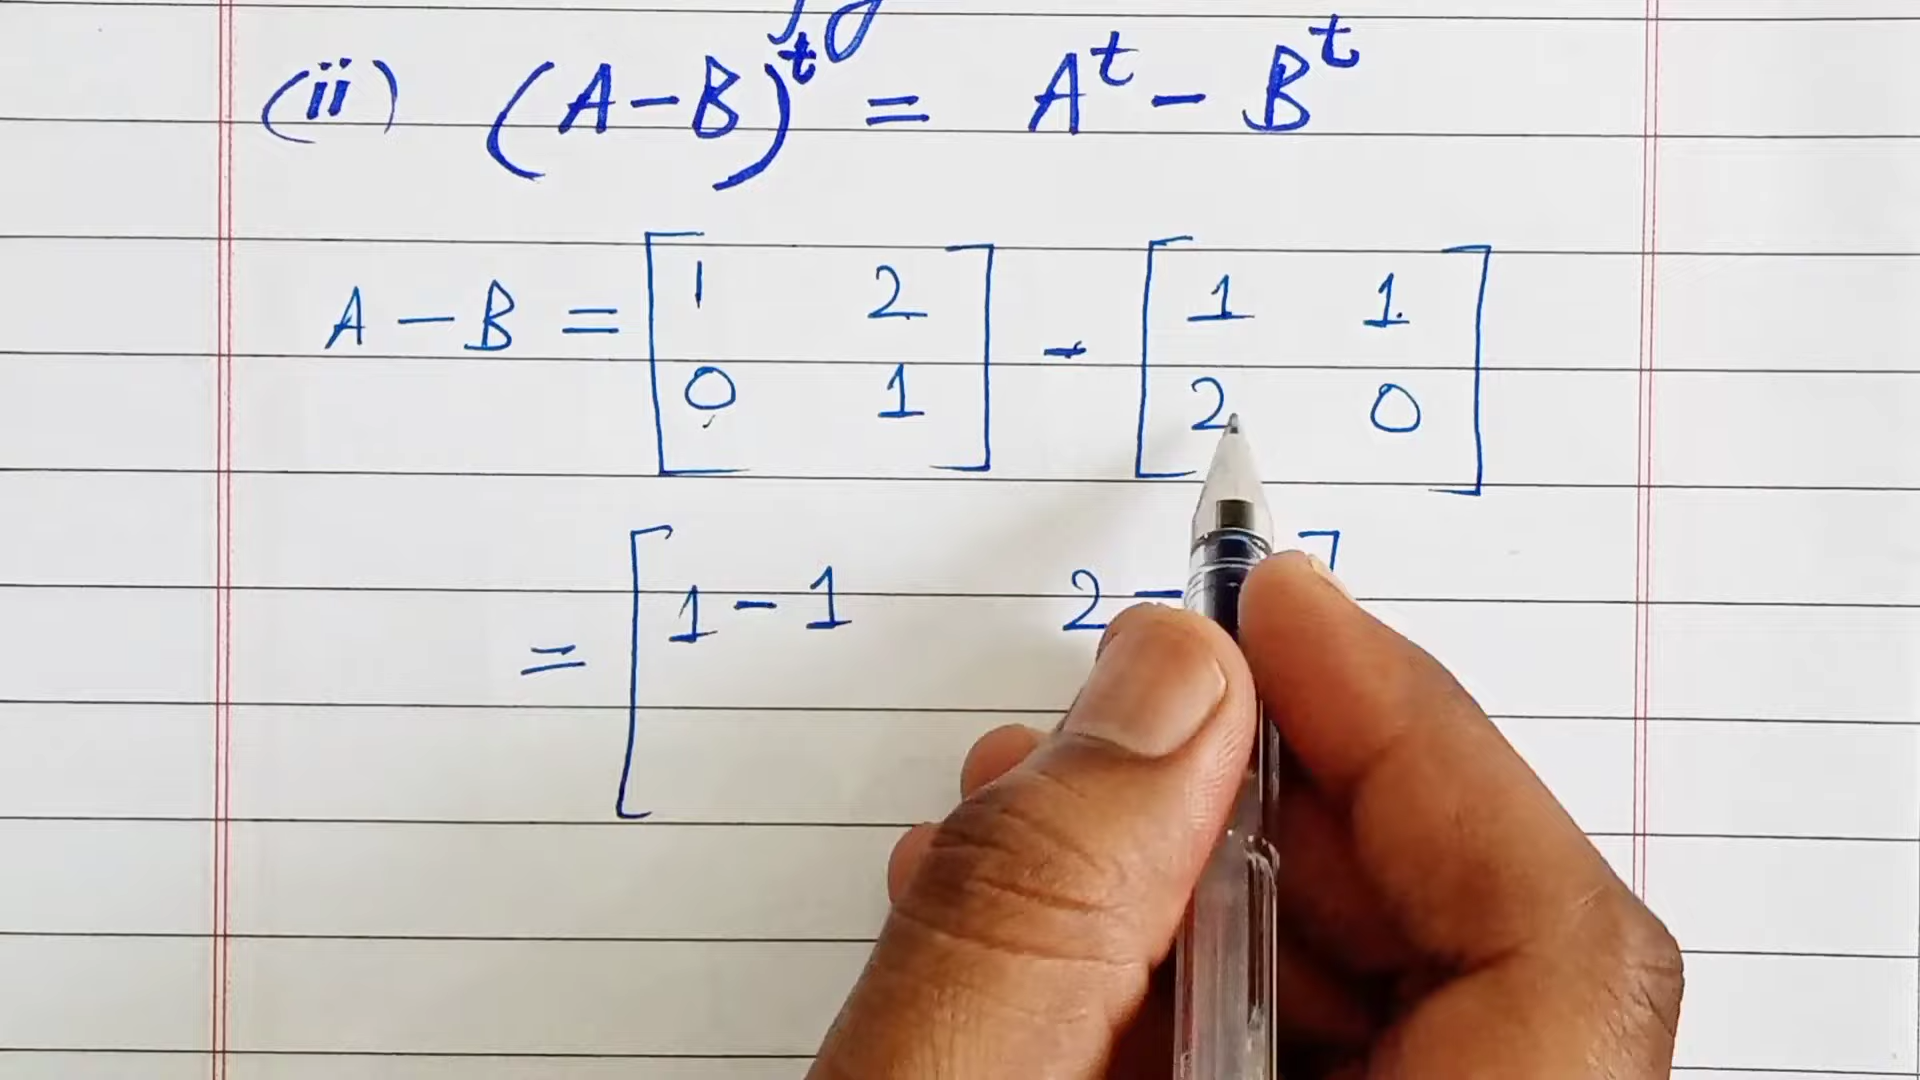 (ii) (A-B)^t = A^t - B^t
A - B = [1 2] - [1 1]
[0 1] [2 0]
= [1 - 1 2 - ]